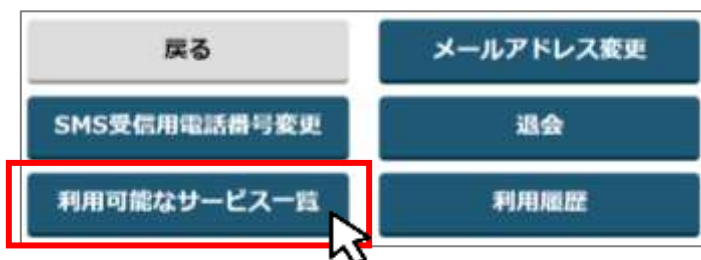 戻る
メールアドレス変更
SMS受信用電話番号変更
退会
利用可能なサービス一覧
利用履歴